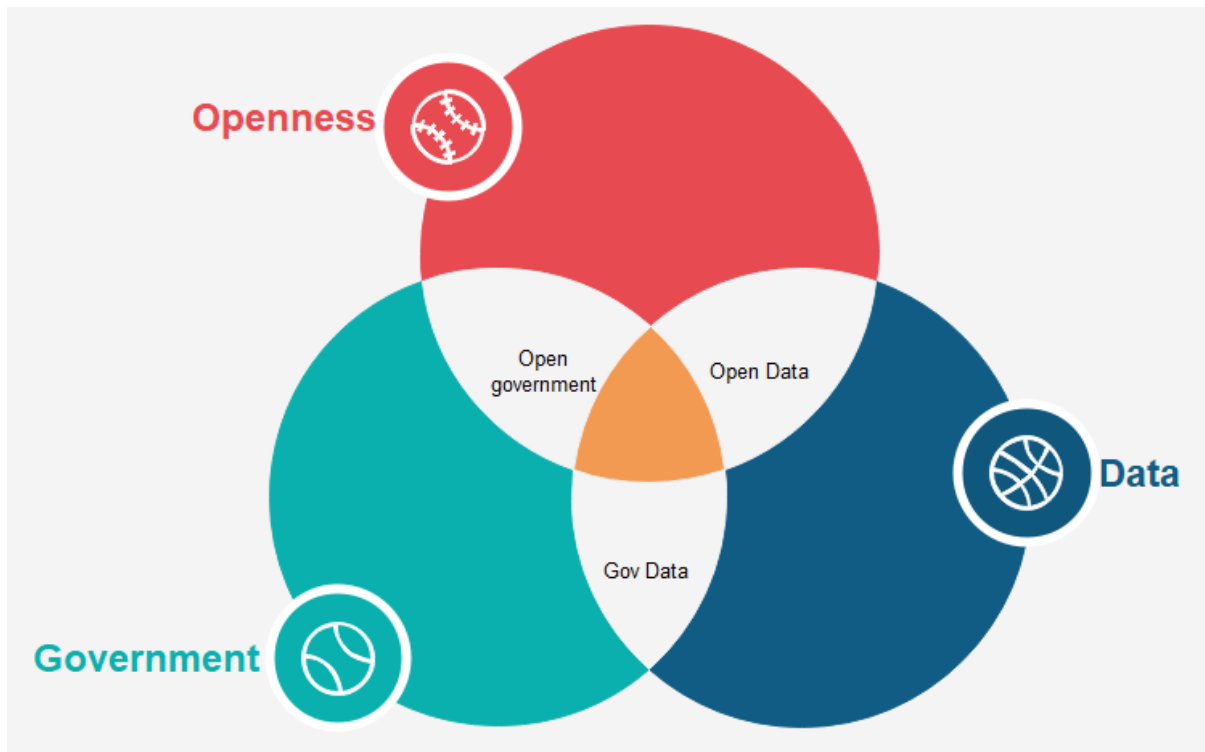 Openness
Open
government
Open Data
Data
Gov Data
Government